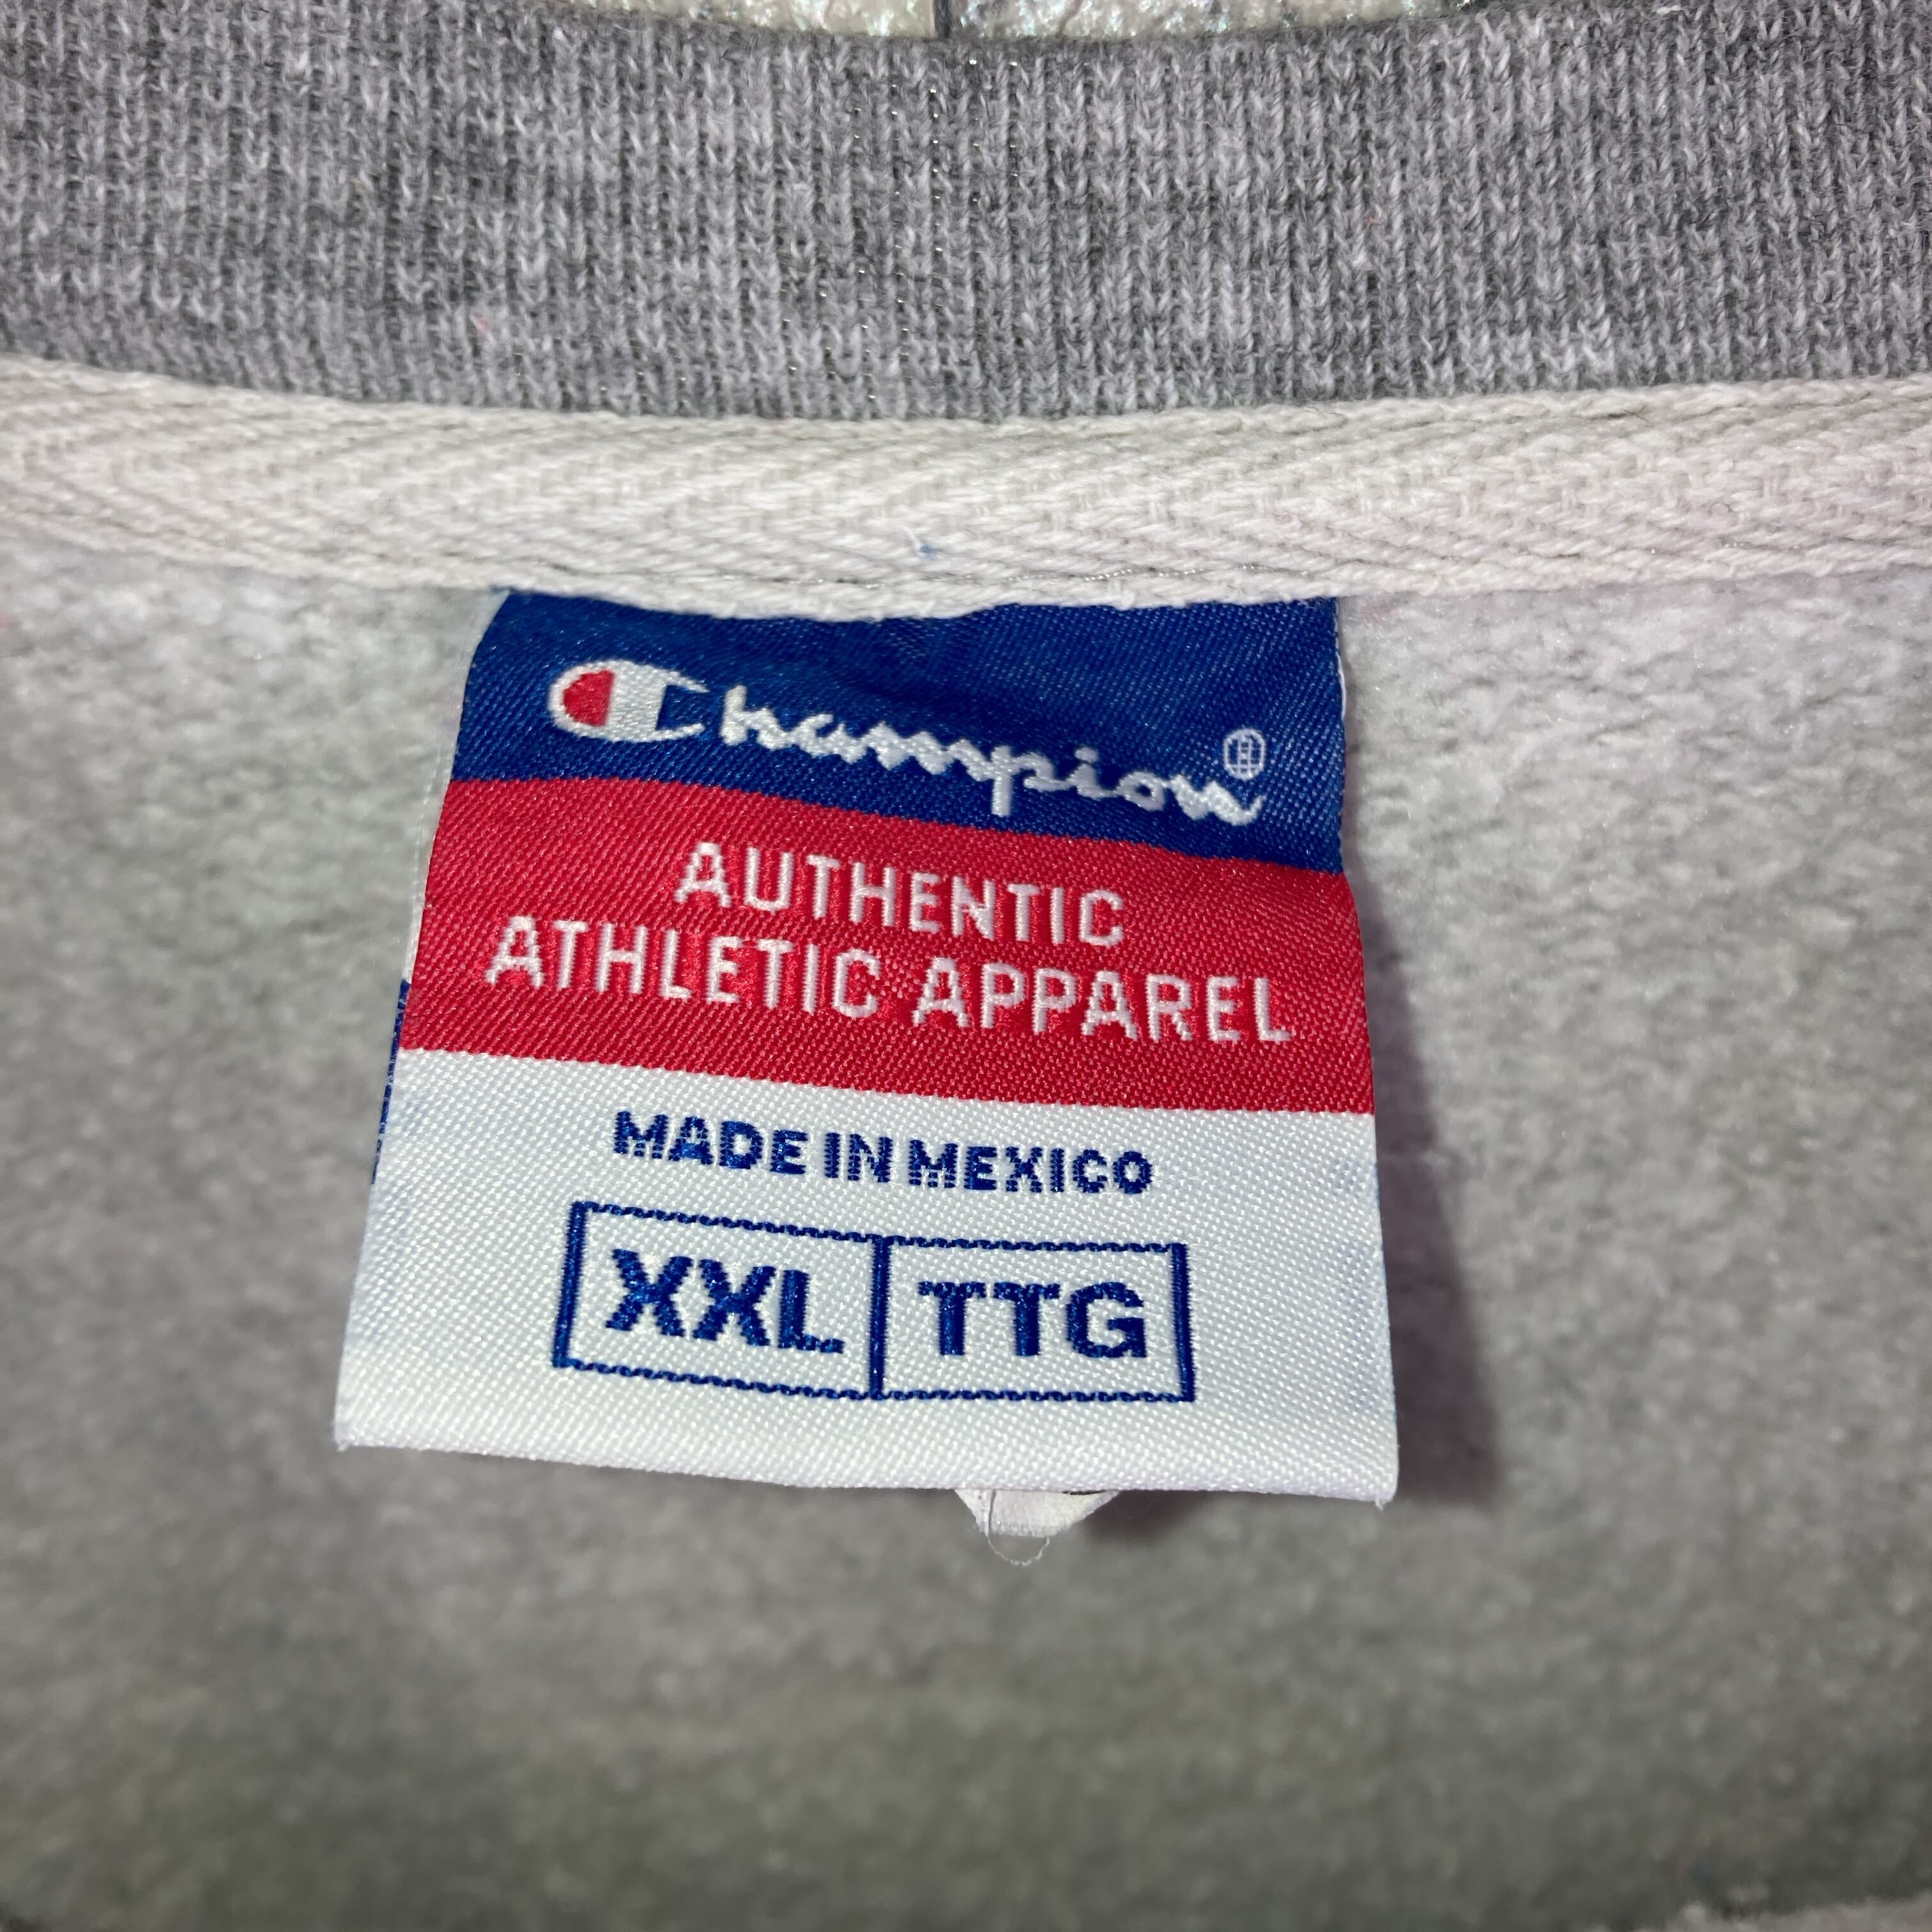 Champion®
AUTHENTIC
ATHLETIC APPAREL
MADE IN MEXICO
XXL TTG